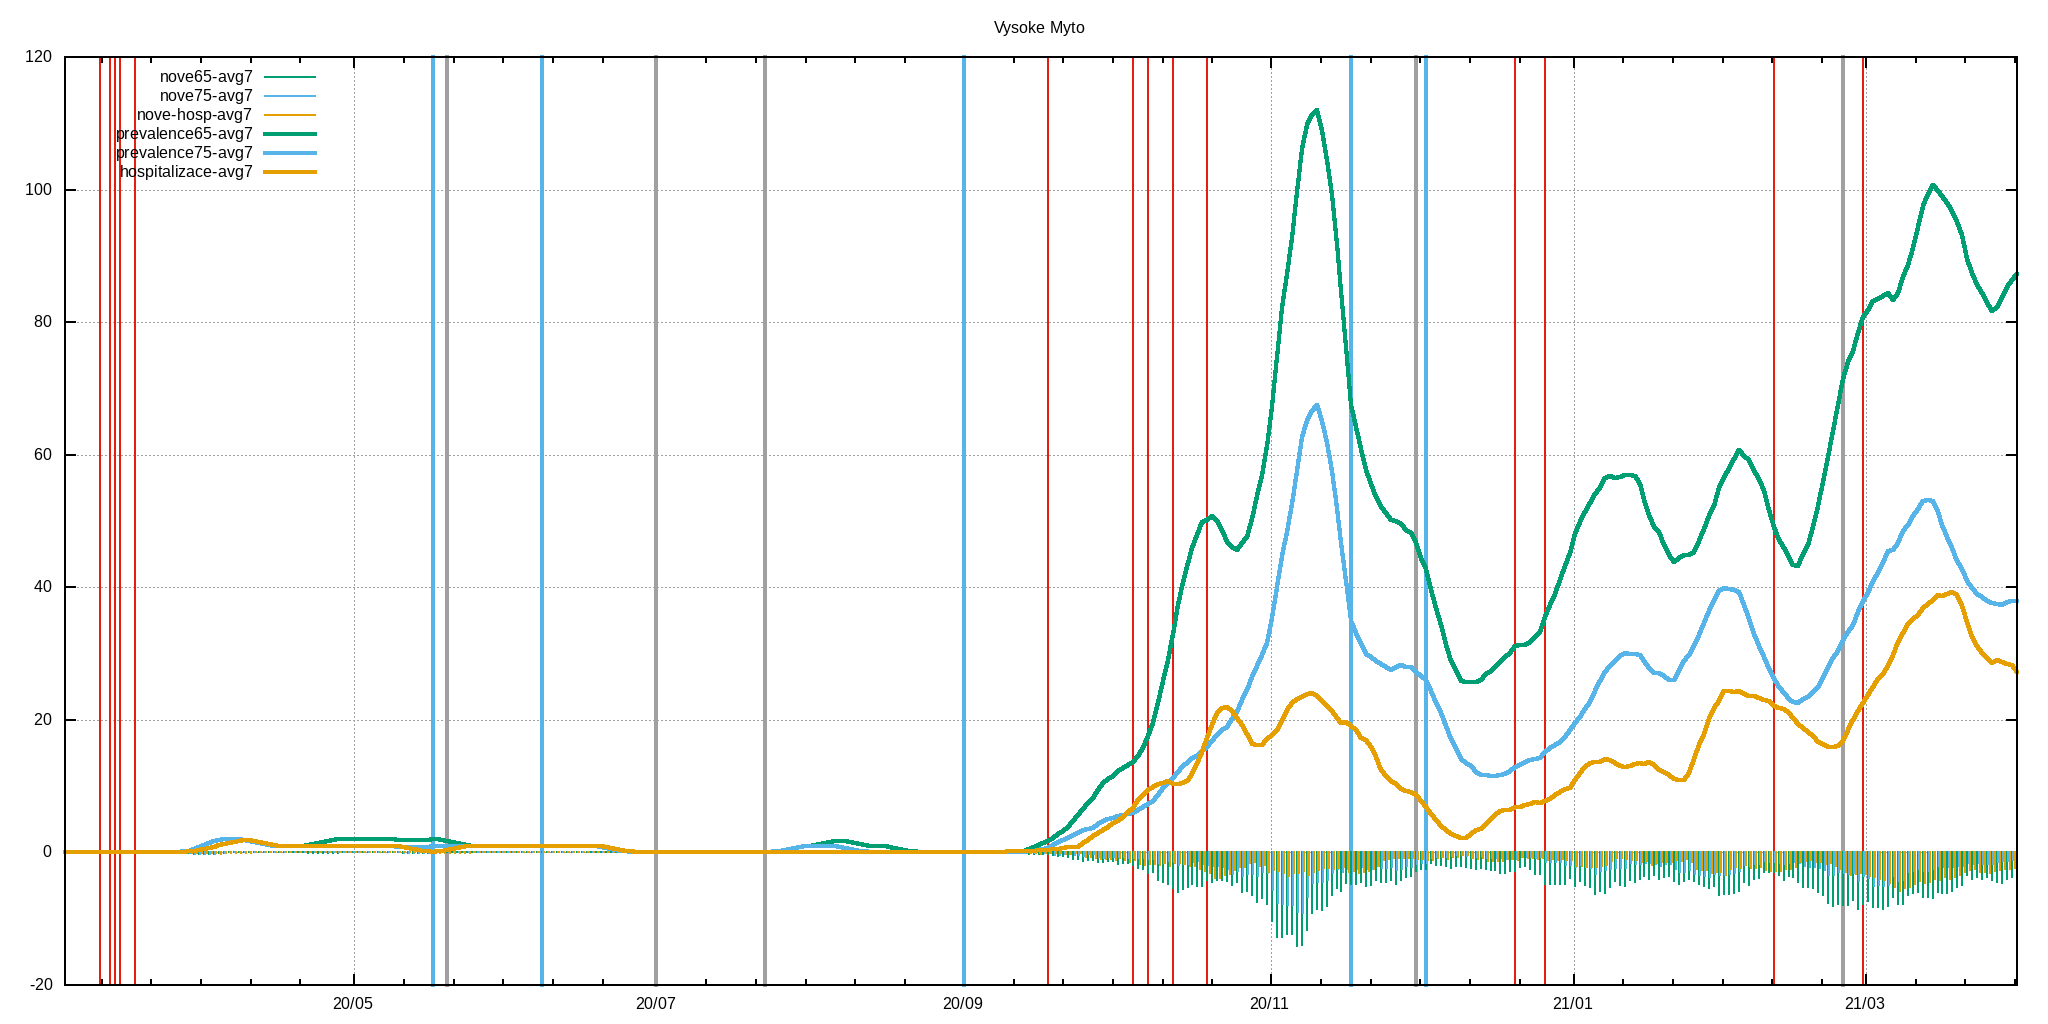 Vysoke Myto
120
100
80
60
40
20
0
-20
nove65-avg7
nove75-avg7
nove-hosp-avg7
prevalence65-avg7
prevalence75-avg7
hospitalizace-avg7
20/05 20/07 20/09 20/11 21/01 21/03